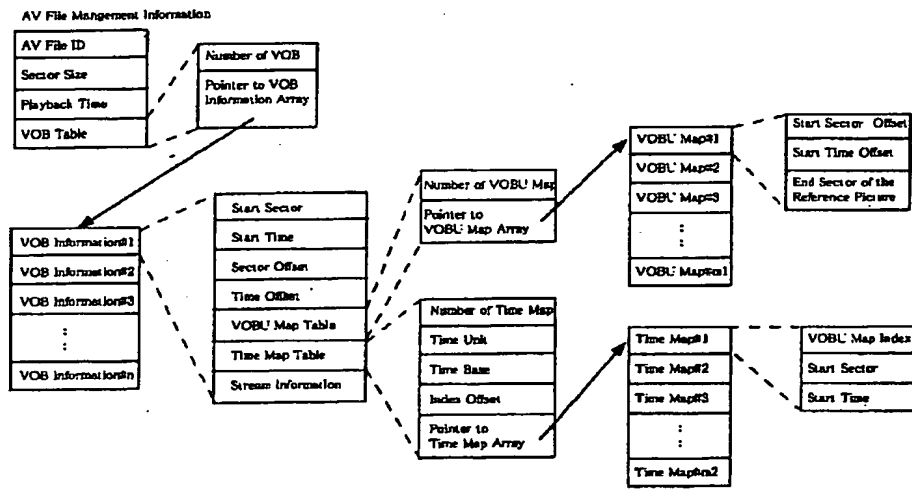 AV File Mangement Information
AV File ID
Sector Size
Playback Time
VOB Table
Number of VOB
Pointer to VOB
Information Array
VOB Information#1
VOB Information#2
VOB Information#3
:
:
VOB Information#n
Start Sector
Start Time
Sector Offset
Time Offset
VOBU Map Table
Time Map Table
Stream Information
Number of VOBU Map
Pointer to
VOBU Map Array
Number of Time Map
Time Unit
Time Base
Index Offset
Pointer to
Time Map Array
VOBU Map#1
VOBU Map#2
VOBU Map#3
:
:
VOBU Map#m1
Start Sector Offset
Start Time Offset
End Sector of the
Reference Picture
Time Map#1
Time Map#2
Time Map#3
:
:
Time Map#m2
VOBU Map Index
Start Sector
Start Time